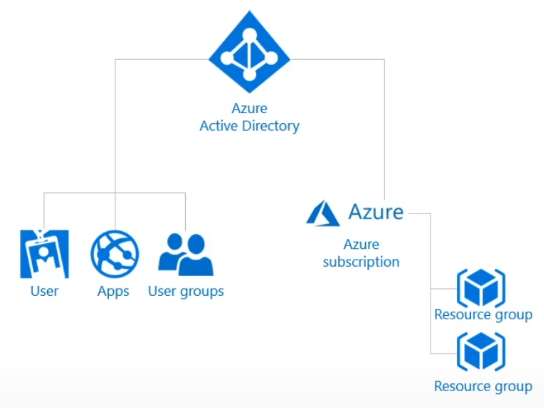 Azure
Active Directory
Azure
Azure
subscription
User
Apps
User groups
Resource group
Resource group